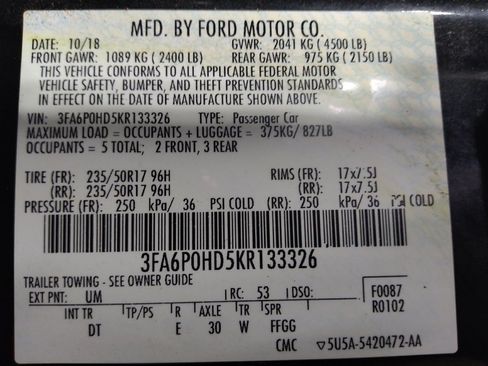 MFD. BY FORD MOTOR CO.
DATE: 10/18 GVWR: 2041 KG ( 4500 LB)
FRONT GAWR: 1089 KG ( 2400 LB) REAR GAWR: 975 KG ( 2150 LB)
THIS VEHICLE CONFORMS TO ALL APPLICABLE FEDERAL MOTOR
VEHICLE SAFETY, BUMPER, AND THEFT PREVENTION STANDARDS
IN EFFECT ON THE DATE OF MANUFACTURE SHOWN ABOVE.
VIN: 3FA6P0HD5KR133326 TYPE: Passenger Car
MAXIMUM LOAD = OCCUPANTS + LUGGAGE = 375KG/ 827LB
OCCUPANTS = 5 TOTAL; 2 FRONT, 3 REAR
TIRE (FR): 235/50R17 96H RIMS (FR): 17x7.5J
(RR): 235/50R17 96H (RR): 17x7.5J
PRESSURE (FR): 250 kPa/ 36 PSI COLD (RR): 250 kPa/ 36 PSI COLD
3FA6P0HD5KR133326
TRAILER TOWING - SEE OWNER GUIDE
EXT PNT: UM RC: 53 DSO: F0087
R0102
INT TR TP/PS R AXLE TR SPR
DT E 30 W FFGG
CMC ▽5U5A-5420472-AA